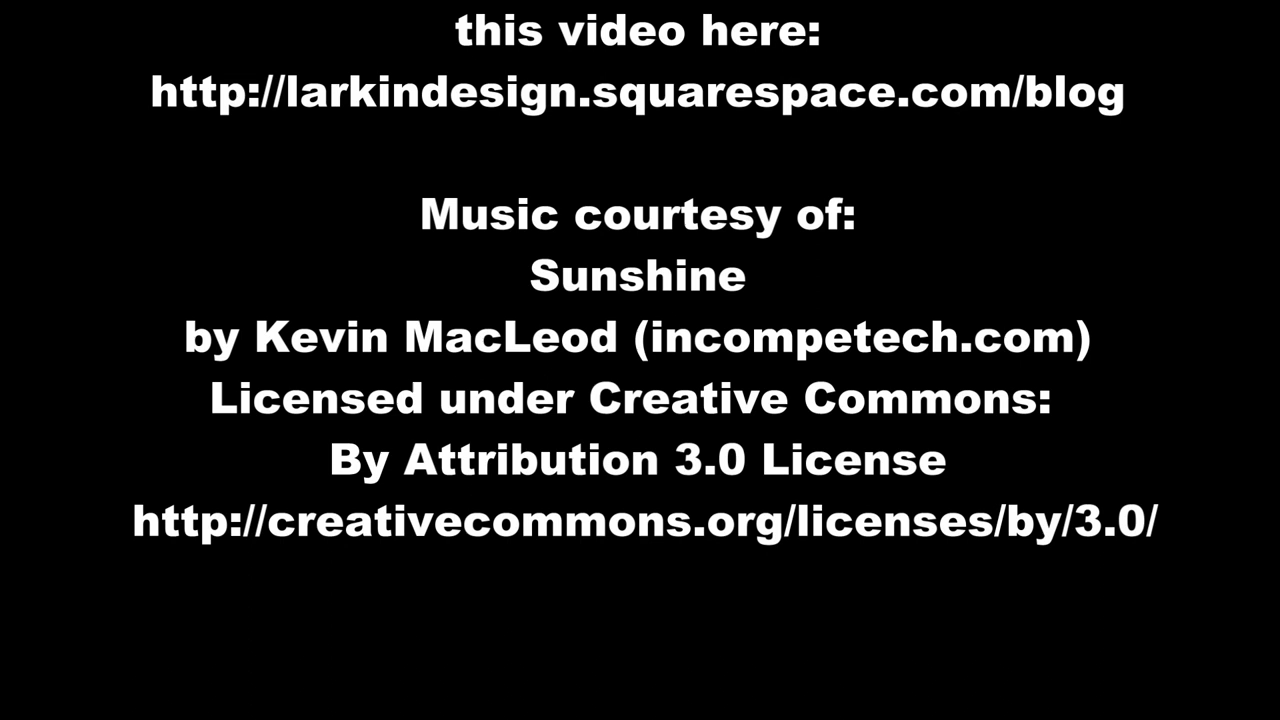 this video here:
http://larkindesign.squarespace.com/blog
Music courtesy of:
Sunshine
by Kevin MacLeod (incompetech.com)
Licensed under Creative Commons:
By Attribution 3.0 License
http://creativecommons.org/licenses/by/3.0/